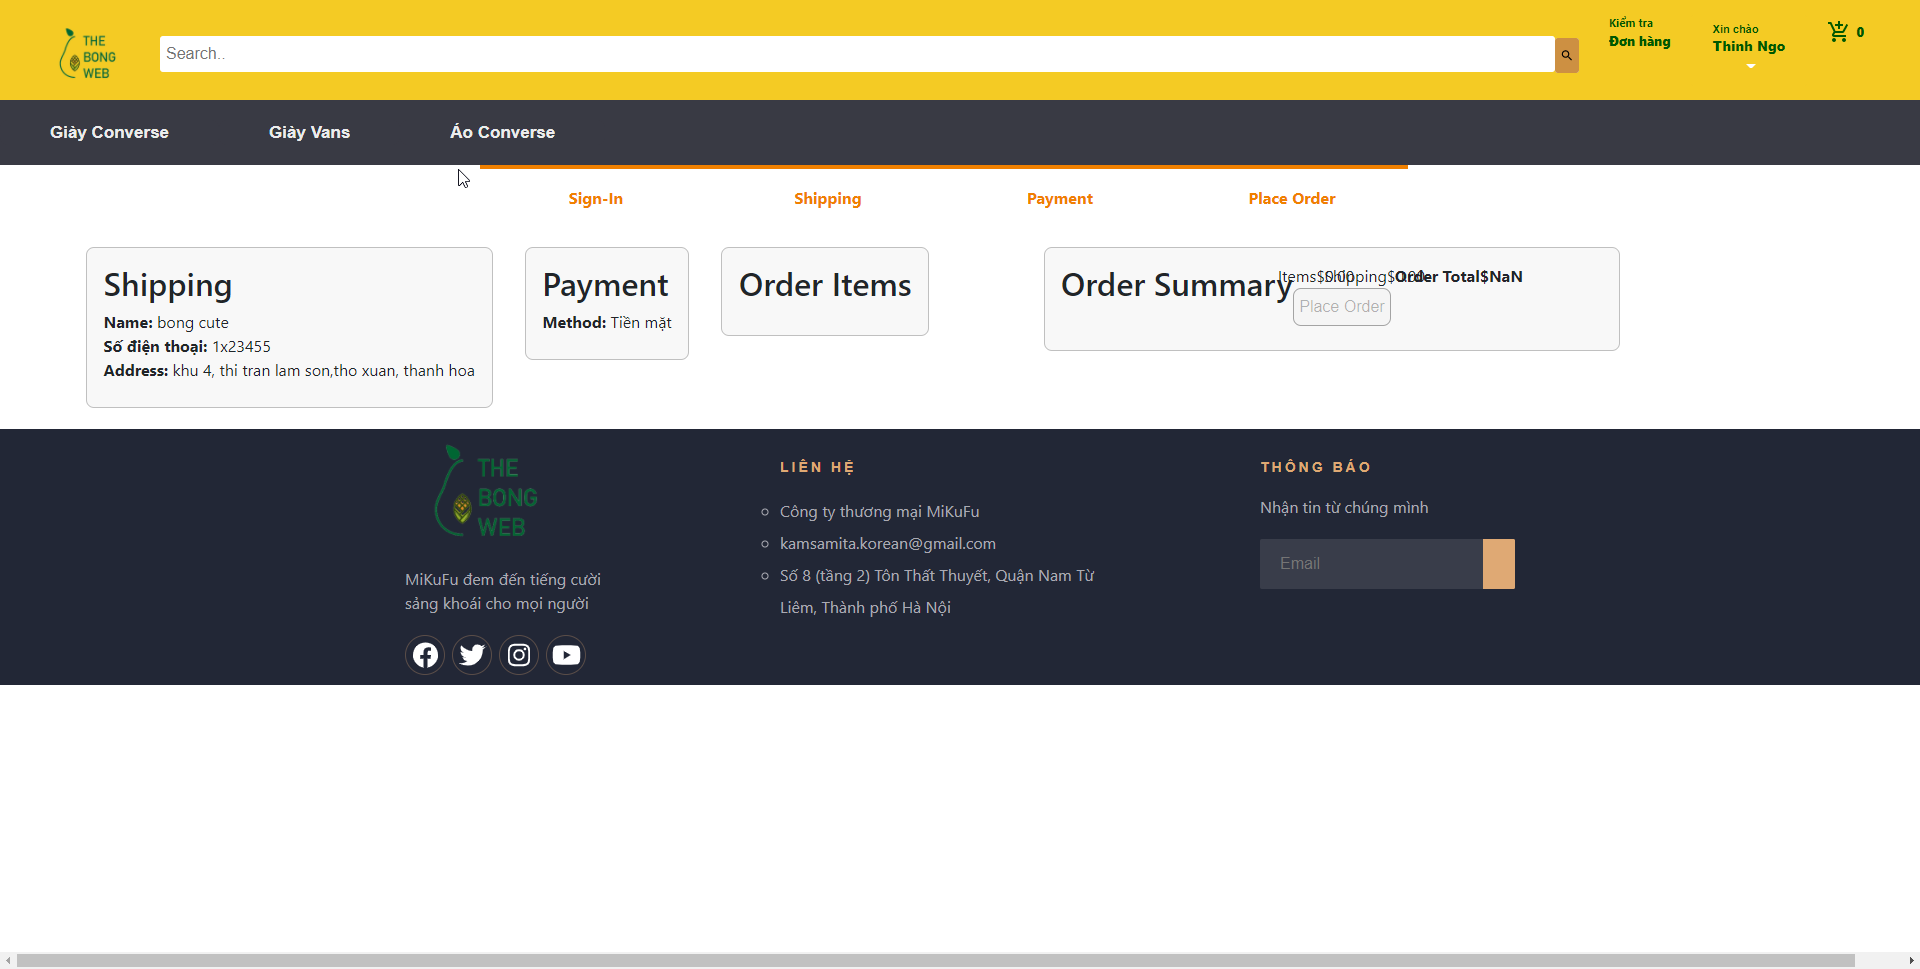 THE
BONG
WEB
Search..
Kiểm tra
Đơn hàng
Xin chào
Thinh Ngo
0
Giày Converse
Giày Vans
Áo Converse
Sign-In
Shipping
Payment
Place Order
Shipping
Name: bong cute
Số điện thoại: 1x23455
Address: khu 4, thi tran lam son,tho xuan, thanh hoa
Payment
Method: Tiền mặt
Order Items
Order Summary
Items$0.00
Shipping$
Order Total$NaN
Place Order
THE
BONG
WEB
MiKuFu đem đến tiếng cười
sảng khoái cho mọi người
LIÊN HỆ
Công ty thương mại MiKuFu
kamsamita.korean@gmail.com
Số 8 (tầng 2) Tôn Thất Thuyết, Quận Nam Từ
Liêm, Thành phố Hà Nội
THÔNG BÁO
Nhận tin từ chúng mình
Email